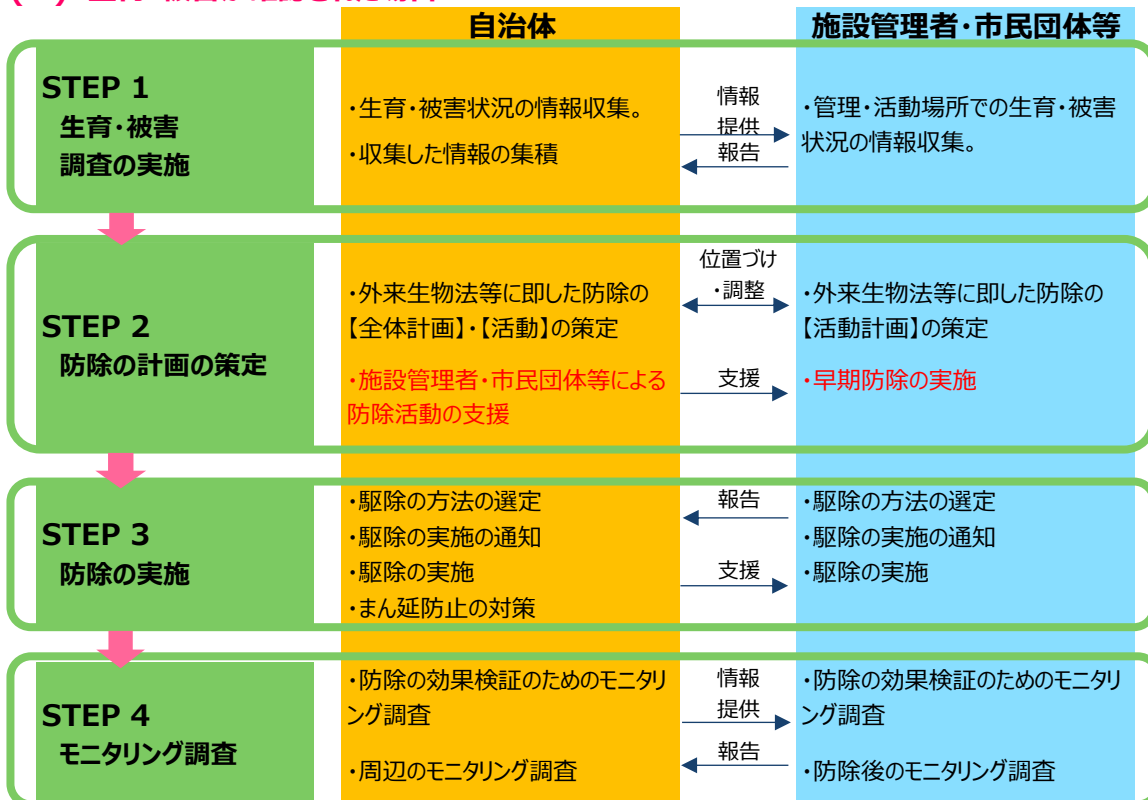 自治体
施設管理者・市民団体等
STEP 1
生育・被害
調査の実施
・生育・被害状況の情報収集。
・収集した情報の集積
情報
提供
報告
・管理・活動場所での生育・被害
状況の情報収集。
STEP 2
防除の計画の策定
・外来生物法等に即した防除の
【全体計画】・【活動】の策定
・施設管理者・市民団体等による
防除活動の支援
位置づけ
・調整
支援
・外来生物法等に即した防除の
【活動計画】の策定
・早期防除の実施
STEP 3
防除の実施
・駆除の方法の選定
・駆除の実施の通知
・駆除の実施
・まん延防止の対策
報告
支援
・駆除の方法の選定
・駆除の実施の通知
・駆除の実施
STEP 4
モニタリング調査
・防除の効果検証のためのモニタリ
ング調査
・周辺のモニタリング調査
情報
提供
報告
・防除の効果検証のためのモニタリ
ング調査
・防除後のモニタリング調査